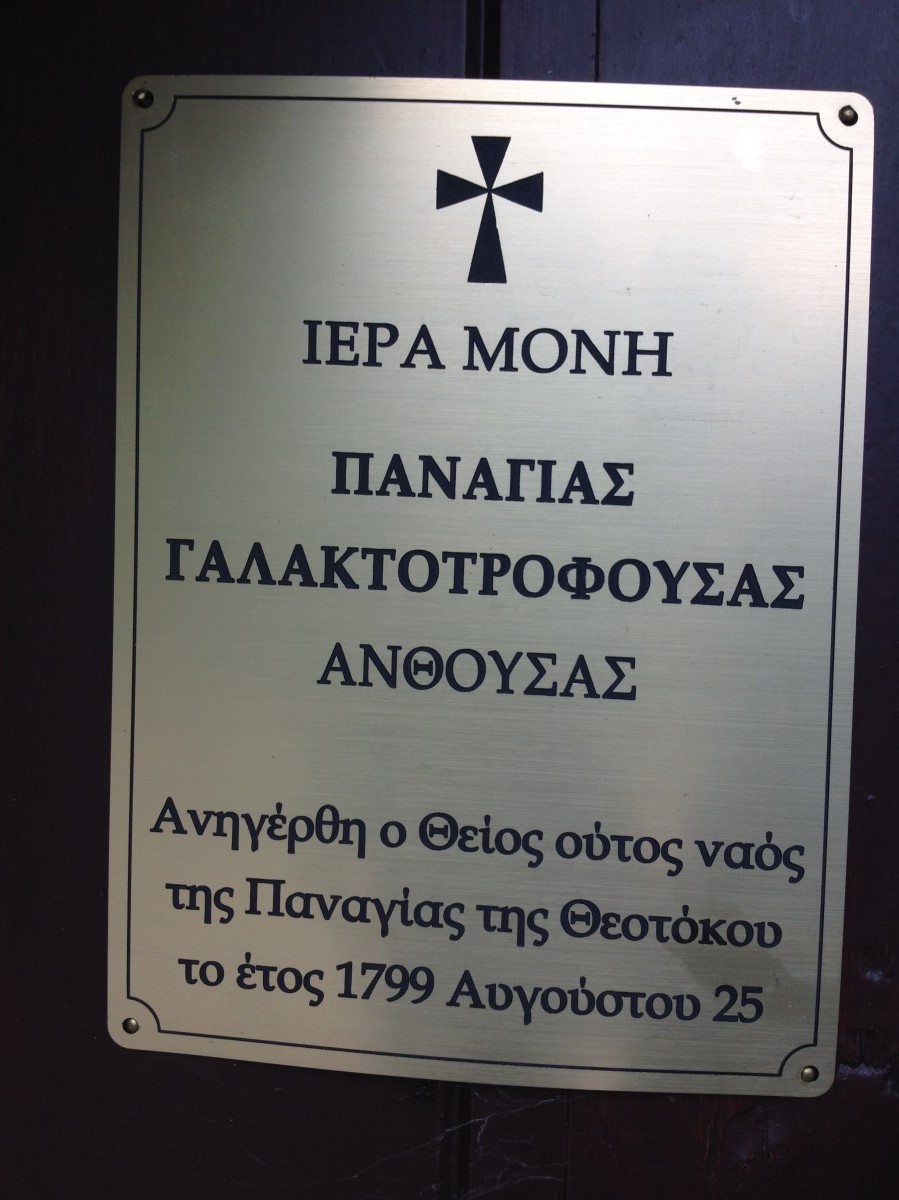 ΙΕΡΑ ΜΟΝΗ
ΠΑΝΑΓΙΑΣ
ΓΑΛΑΚΤΟΤΡΟΦΟΥΣΑΣ
ΑΝΘΟΥΣΑΣ
Ανηγέρθη ο Θείος ούτος ναός
της Παναγίας της Θεοτόκου
το έτος 1799 Αυγούστου 25